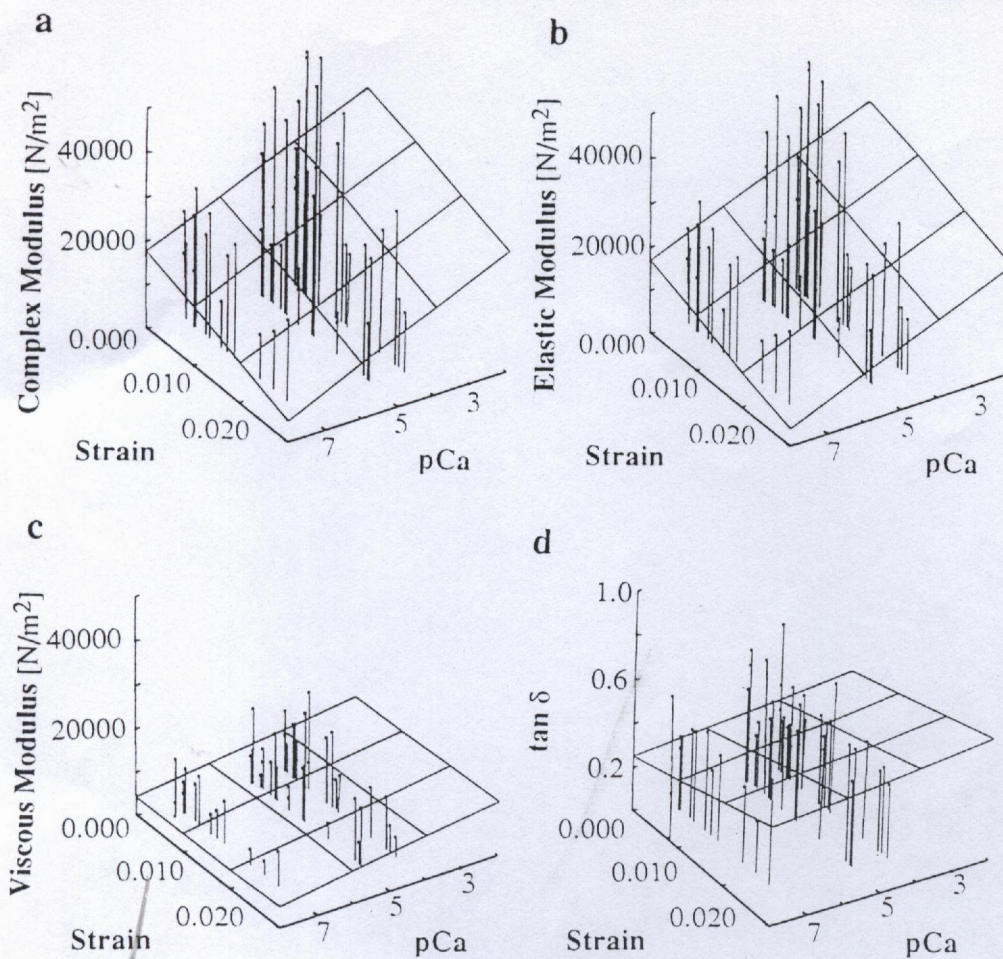 a
Complex Modulus [N/m²]
40000
20000
0.000
0.010
0.020
Strain
7
5
3
pCa
b
Elastic Modulus [N/m²]
40000
20000
0.000
0.010
0.020
Strain
7
5
3
pCa
c
Viscous Modulus [N/m²]
40000
20000
0.000
0.010
0.020
Strain
7
5
3
pCa
d
tan δ
1.0
0.6
0.2
0.000
0.010
0.020
Strain
7
5
3
pCa